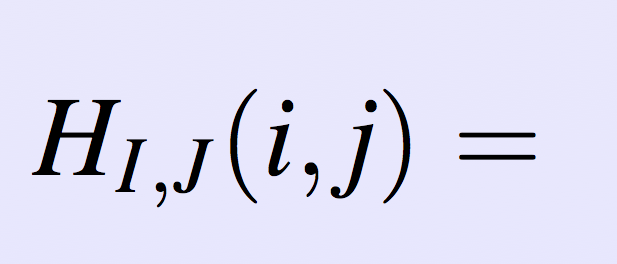 H_{I,J}(i,j) =